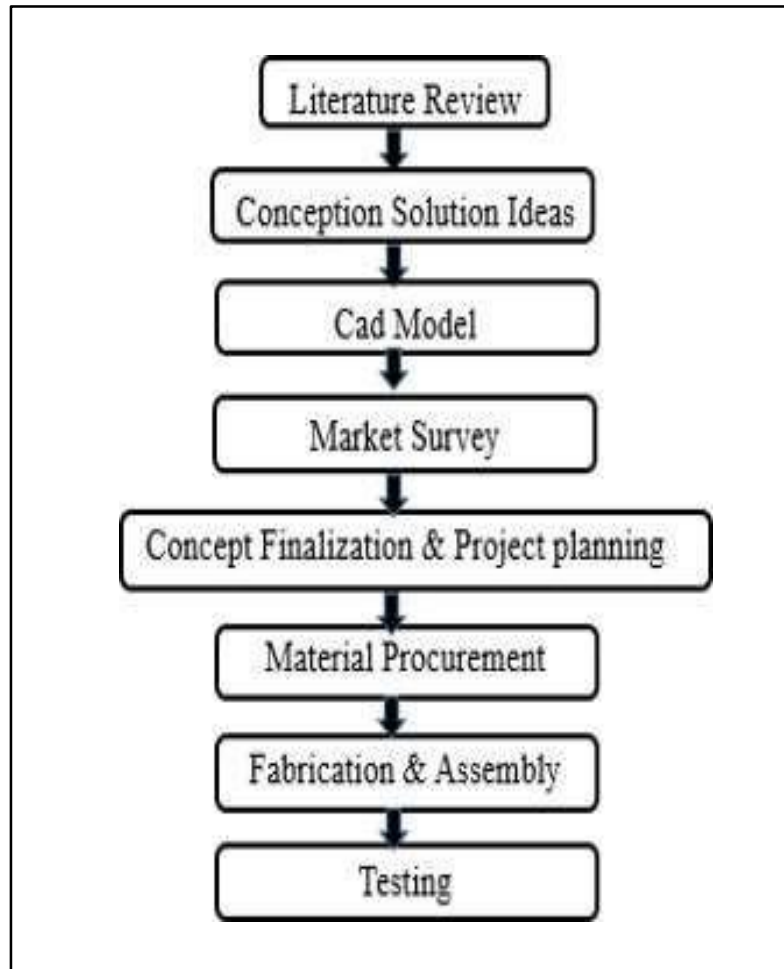 Literature Review
Conception Solution Ideas
Cad Model
Market Survey
Concept Finalization & Project planning
Material Procurement
Fabrication & Assembly
Testing